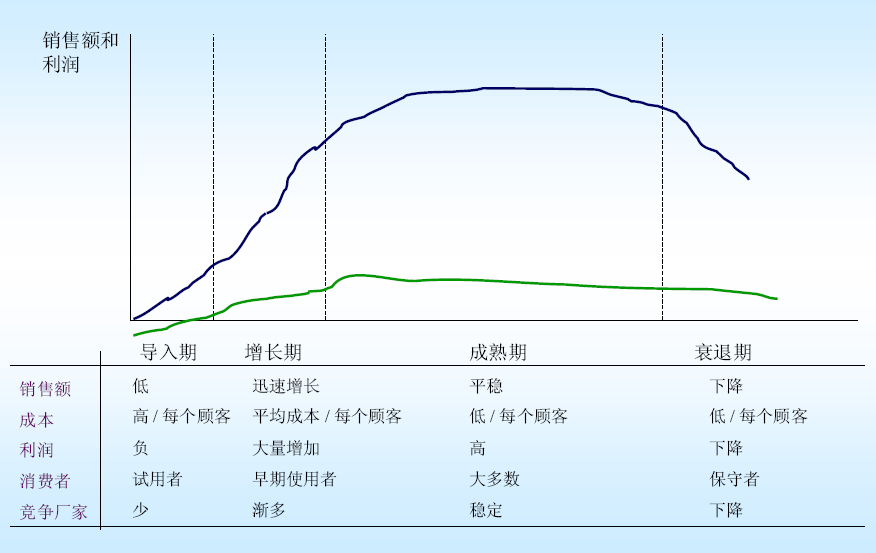 销售额和
利润
导入期 增长期 成熟期 衰退期
销售额 低 迅速增长 平稳 下降
成本 高 / 每个顾客 平均成本 / 每个顾客 低 / 每个顾客 低 / 每个顾客
利润 负 大量增加 高 下降
消费者 试用者 早期使用者 大多数 保守者
竞争厂家 少 渐多 稳定 下降